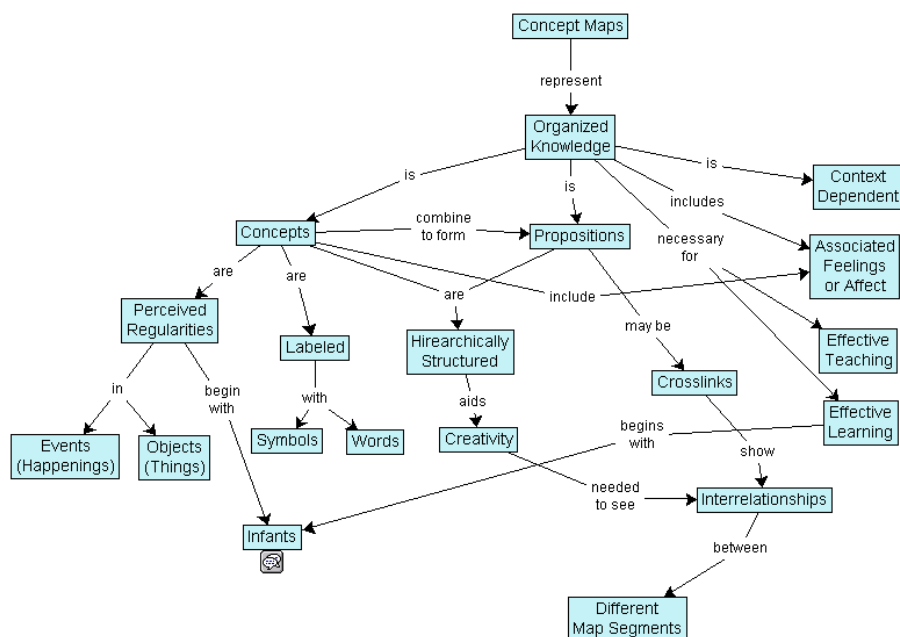 Concept Maps
represent
Organized
Knowledge
is
is
is
Context
Dependent
includes
combine
to form
Concepts
Propositions
necessary
for
Associated
Feelings
or Affect
are
are
are
include
Perceived
Regularities
may be
Labeled
Hirearchically
Structured
Effective
Teaching
Crosslinks
in
begin
with
with
aids
Effective
Learning
begins
with
Events
(Happenings)
Objects
(Things)
Symbols
Words
Creativity
show
needed
to see
Interrelationships
Infants
between
Different
Map Segments